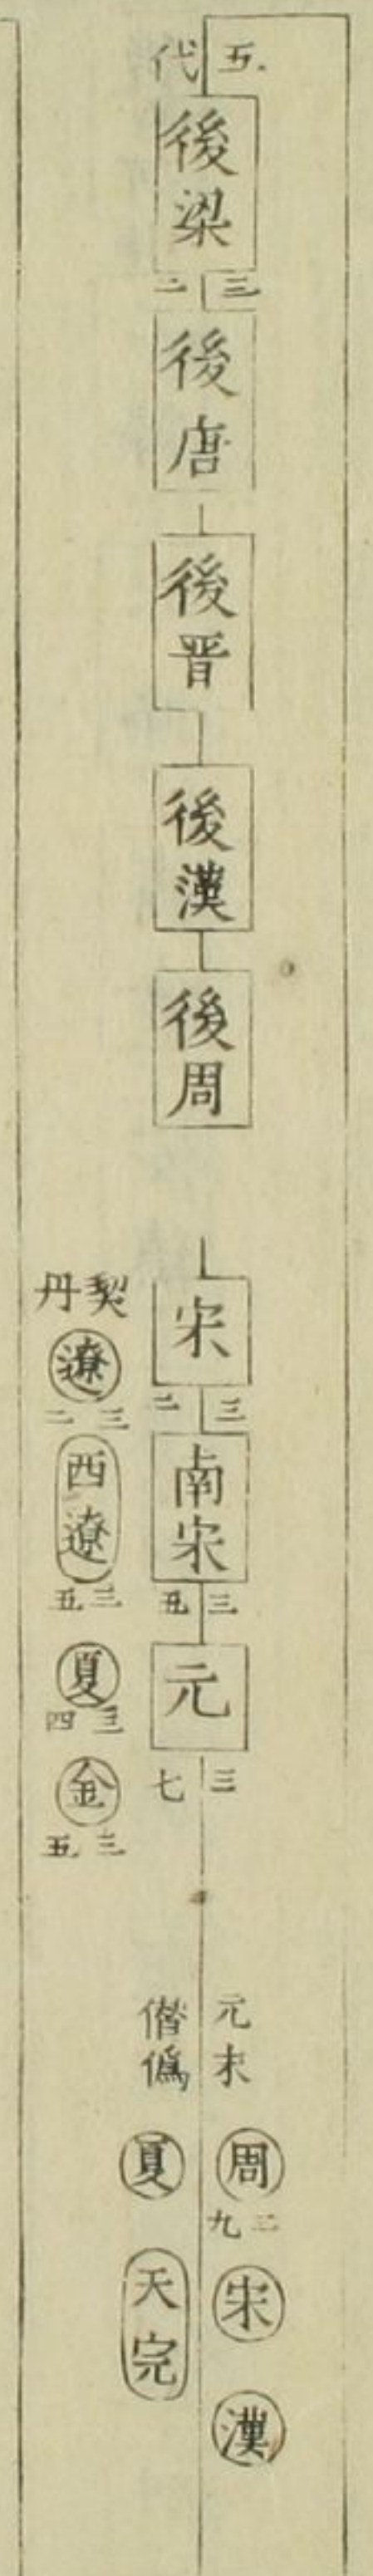 五代
後梁
三二
後唐
後晉
後漢
後周
宋
三二
南宋
三五
元
三七
契丹
遼
三二
西遼
三五
夏
三四
金
三五
元末僭僞
周
二九
宋
漢
夏
天完